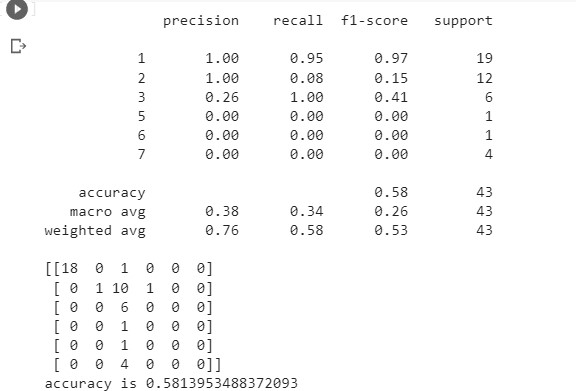 precision recall f1-score support
1 1.00 0.95 0.97 19
2 1.00 0.08 0.15 12
3 0.26 1.00 0.41 6
5 0.00 0.00 0.00 1
6 0.00 0.00 0.00 1
7 0.00 0.00 0.00 4
accuracy 0.58 43
macro avg 0.38 0.34 0.26 43
weighted avg 0.76 0.58 0.53 43
[[18 0 1 0 0 0]
[ 0 1 10 1 0 0]
[ 0 0 6 0 0 0]
[ 0 0 1 0 0 0]
[ 0 0 1 0 0 0]
[ 0 0 4 0 0 0]]
accuracy is 0.5813953488372093